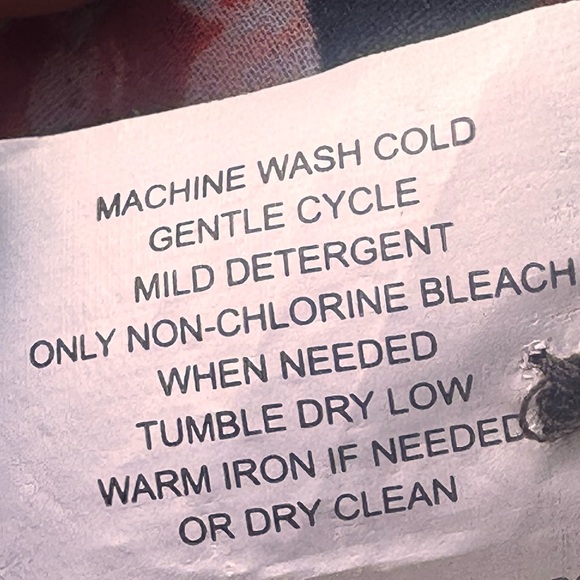 MACHINE WASH COLD
GENTLE CYCLE
MILD DETERGENT
ONLY NON-CHLORINE BLEACH
WHEN NEEDED
TUMBLE DRY LOW
WARM IRON IF NEEDED
OR DRY CLEAN